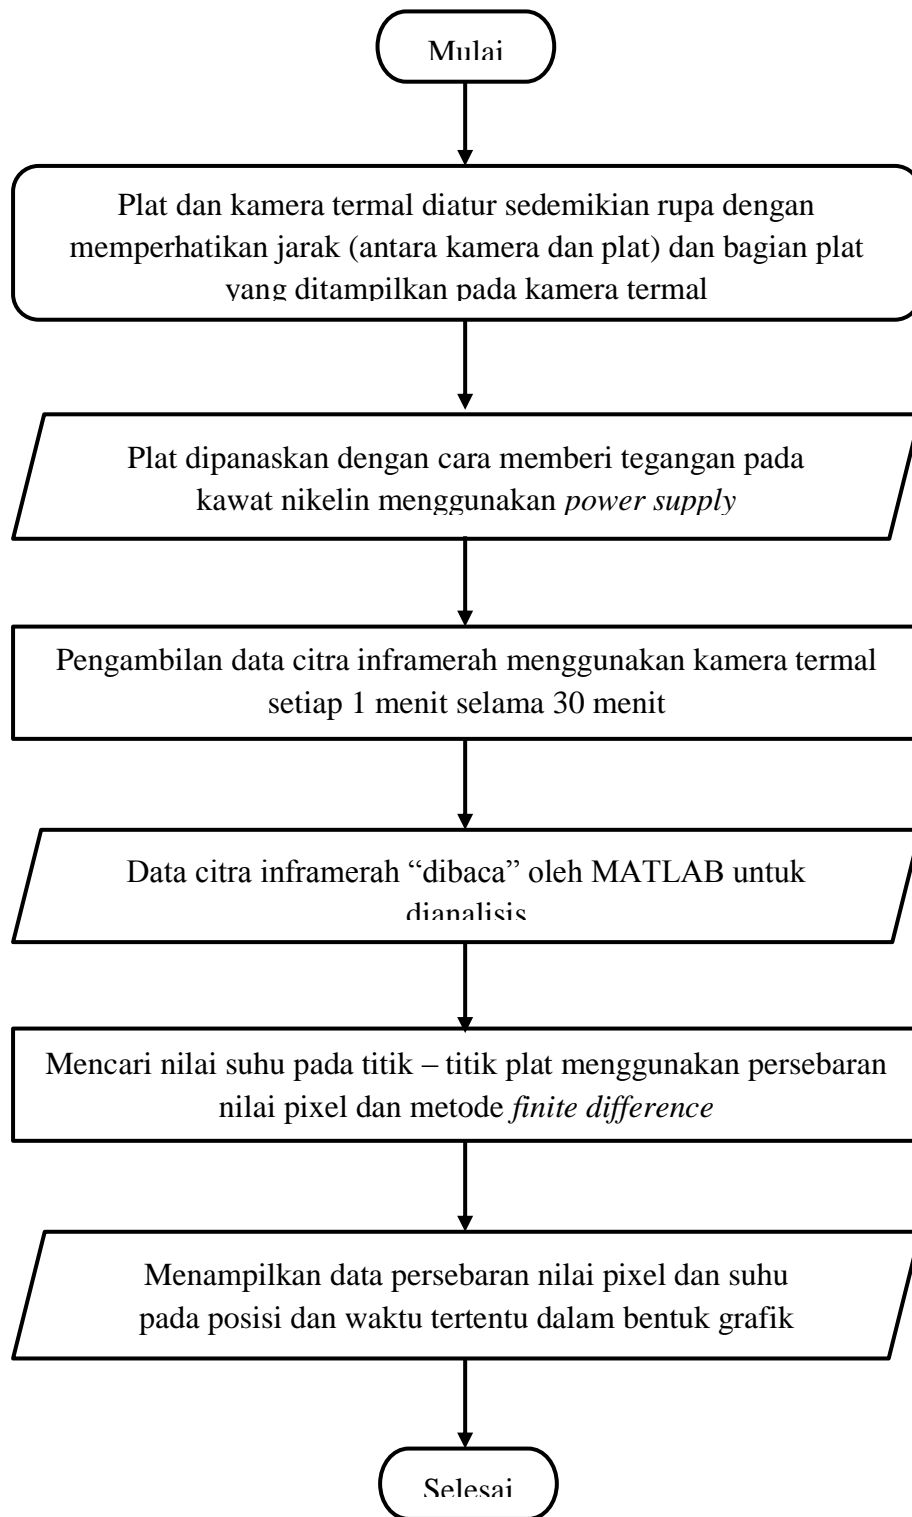 Mulai
Plat dan kamera termal diatur sedemikian rupa dengan
memperhatikan jarak (antara kamera dan plat) dan bagian plat
yang ditampilkan pada kamera termal
Plat dipanaskan dengan cara memberi tegangan pada
kawat nikelin menggunakan power supply
Pengambilan data citra inframerah menggunakan kamera termal
setiap 1 menit selama 30 menit
Data citra inframerah “dibaca” oleh MATLAB untuk
dianalisis
Mencari nilai suhu pada titik – titik plat menggunakan persebaran
nilai pixel dan metode finite difference
Menampilkan data persebaran nilai pixel dan suhu
pada posisi dan waktu tertentu dalam bentuk grafik
Selesai